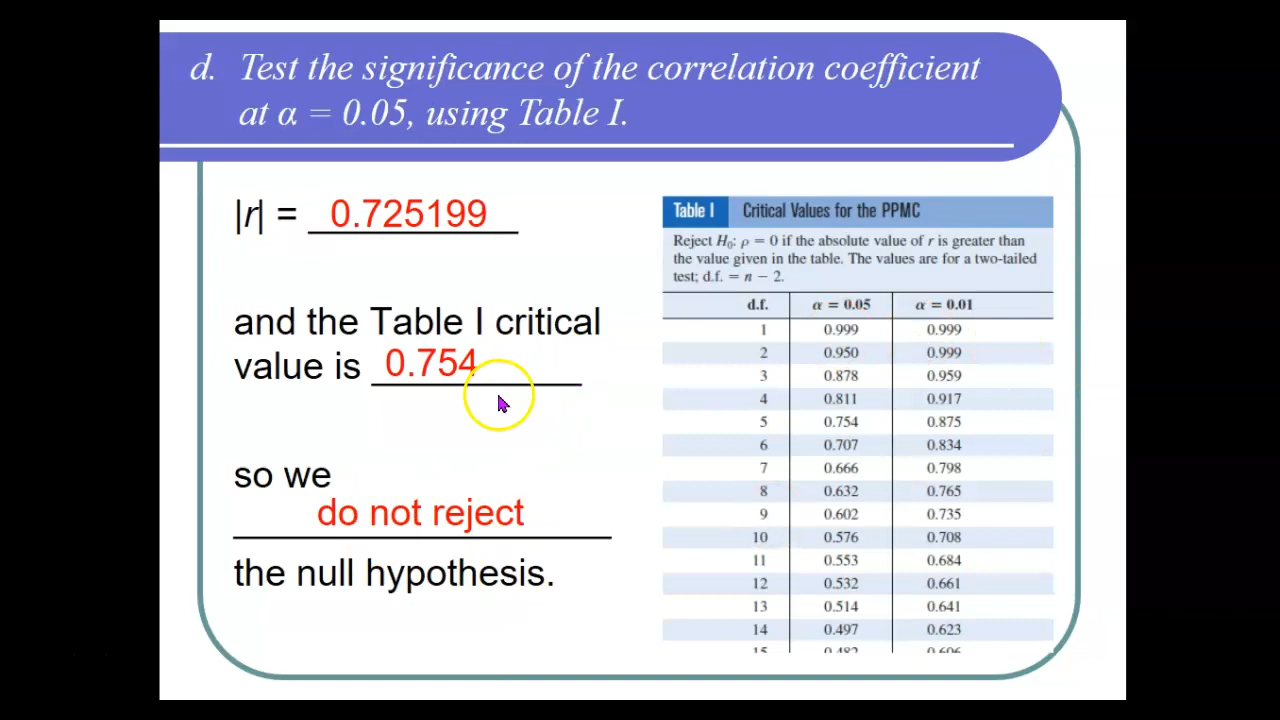 d. Test the significance of the correlation coefficient
at α = 0.05, using Table I.
|r| = 0.725199
and the Table I critical
value is 0.754
so we
do not reject
the null hypothesis.
Table I Critical Values for the PPMC
Reject H₀: ρ = 0 if the absolute value of r is greater than
the value given in the table. The values are for a two-tailed
test; d.f. = n − 2.
d.f. α = 0.05 α = 0.01
1 0.999 0.999
2 0.950 0.999
3 0.878 0.959
4 0.811 0.917
5 0.754 0.875
6 0.707 0.834
7 0.666 0.798
8 0.632 0.765
9 0.602 0.735
10 0.576 0.708
11 0.553 0.684
12 0.532 0.661
13 0.514 0.641
14 0.497 0.623
15 0.482 0.606